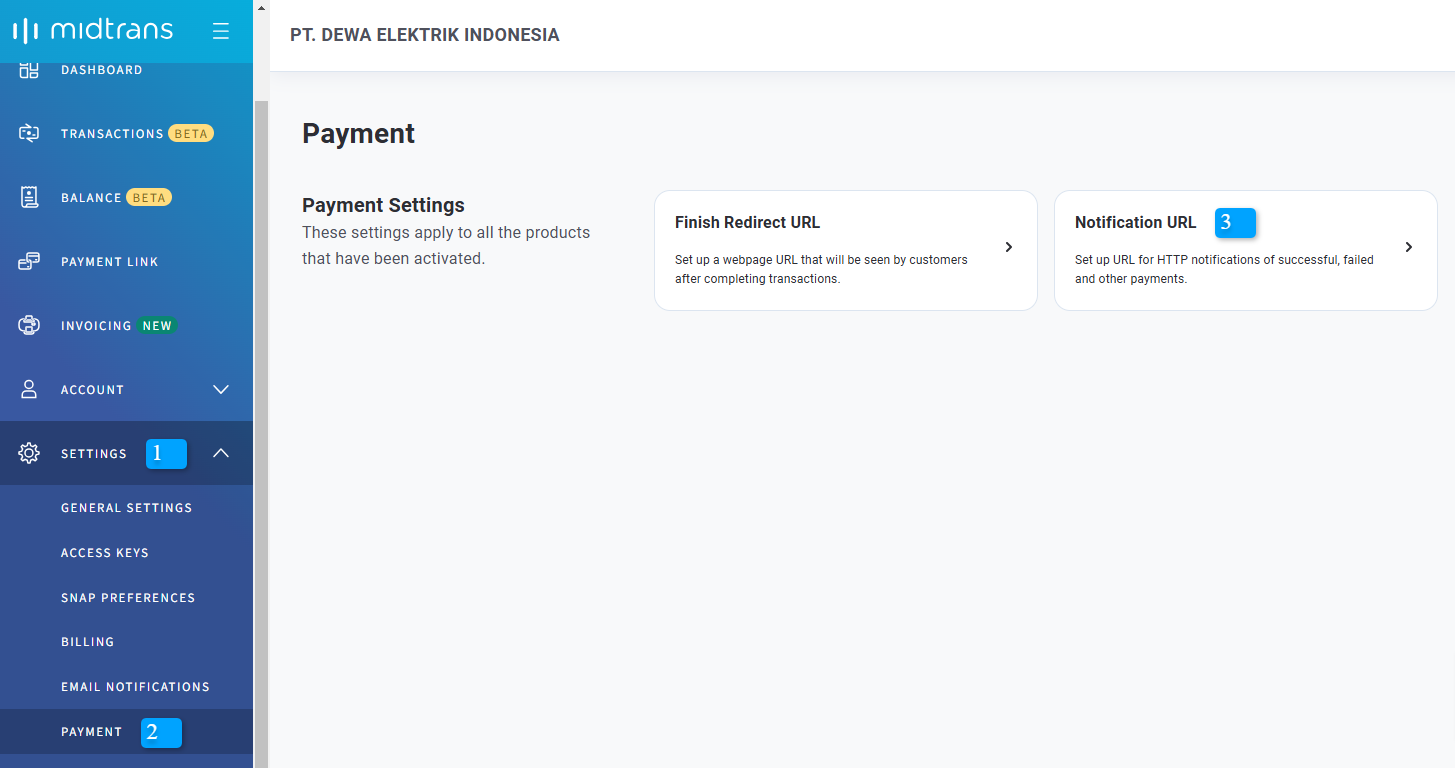 midtrans
DASHBOARD
TRANSACTIONS BETA
BALANCE BETA
PAYMENT LINK
INVOICING NEW
ACCOUNT
SETTINGS 1
GENERAL SETTINGS
ACCESS KEYS
SNAP PREFERENCES
BILLING
EMAIL NOTIFICATIONS
PAYMENT 2
PT. DEWA ELEKTRIK INDONESIA
Payment
Payment Settings
These settings apply to all the products
that have been activated.
Finish Redirect URL
Set up a webpage URL that will be seen by customers
after completing transactions.
Notification URL 3
Set up URL for HTTP notifications of successful, failed
and other payments.